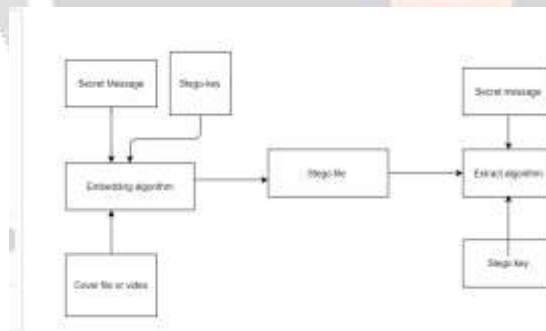 Secret Message
Stego-key
Secret message
Embedding algorithm
Stego file
Extract algorithm
Cover file or video
Stego key